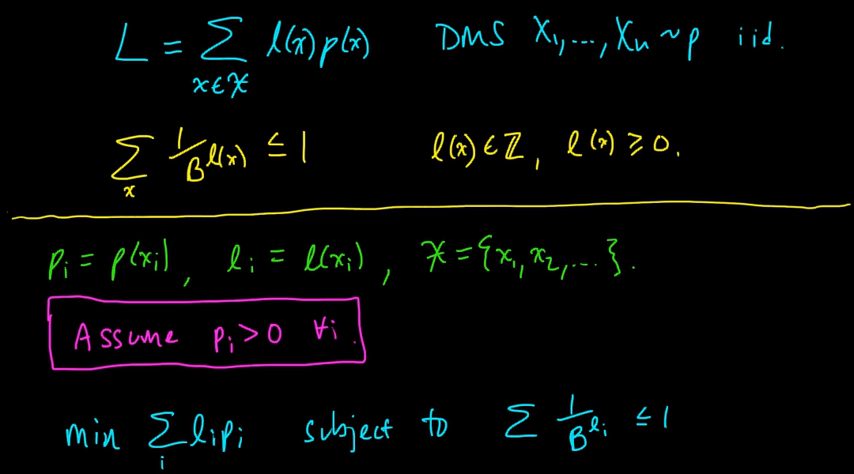 L = Σ_{x∈𝒳} l(x)p(x) DMS X₁,...,Xₙ ~ p iid.
Σ_x 1/B^{l(x)} ≤ 1 l(x) ∈ ℤ, l(x) ≥ 0.
pᵢ = p(xᵢ), lᵢ = l(xᵢ), 𝒳 = {x₁, x₂, ...}.
Assume pᵢ > 0 ∀i.
min Σ_i lᵢpᵢ subject to Σ 1/B^{lᵢ} ≤ 1